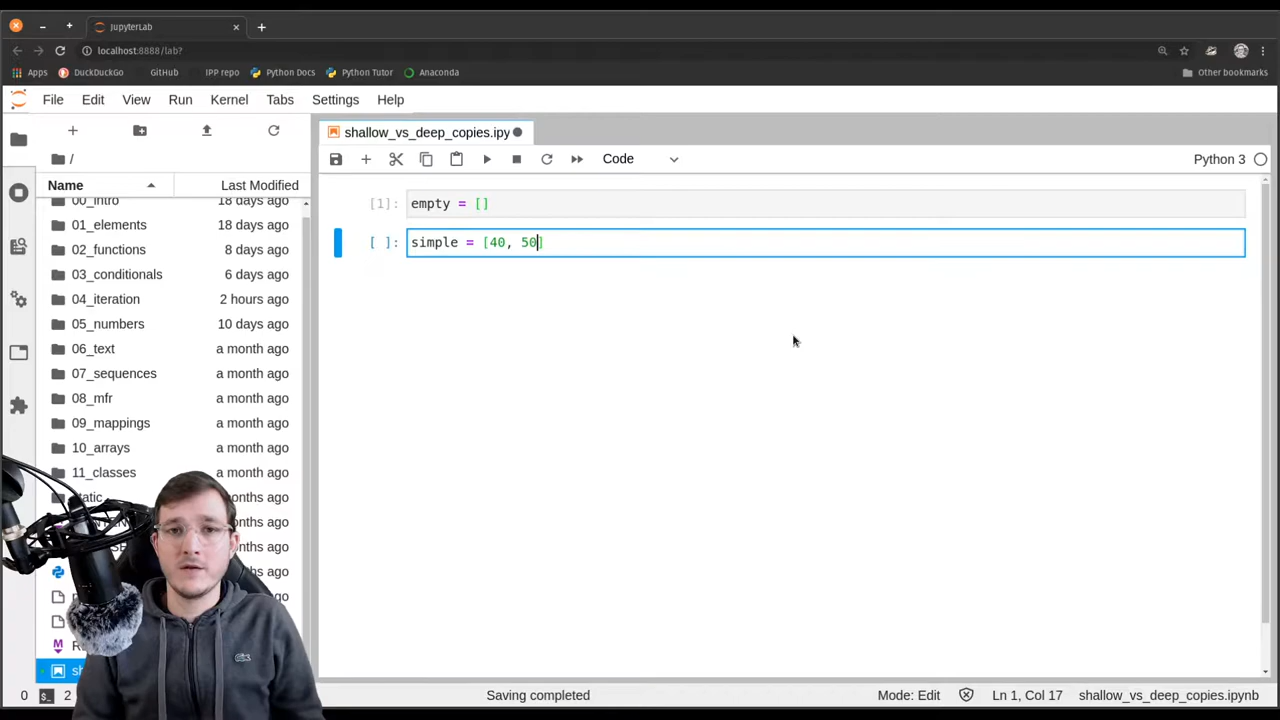 JupyterLab
localhost:8888/lab?
Apps DuckDuckGo GitHub IPP repo Python Docs Python Tutor Anaconda Other bookmarks
File Edit View Run Kernel Tabs Settings Help
shallow_vs_deep_copies.ipy
/
Code Python 3
Name Last Modified
00_intro 18 days ago
01_elements 18 days ago
02_functions 8 days ago
03_conditionals 6 days ago
04_iteration 2 hours ago
05_numbers 10 days ago
06_text a month ago
07_sequences a month ago
08_mfr a month ago
09_mappings a month ago
10_arrays a month ago
11_classes a month ago
[1]: empty = []
[ ]: simple = [40, 50]
0 2 Saving completed Mode: Edit Ln 1, Col 17 shallow_vs_deep_copies.ipynb